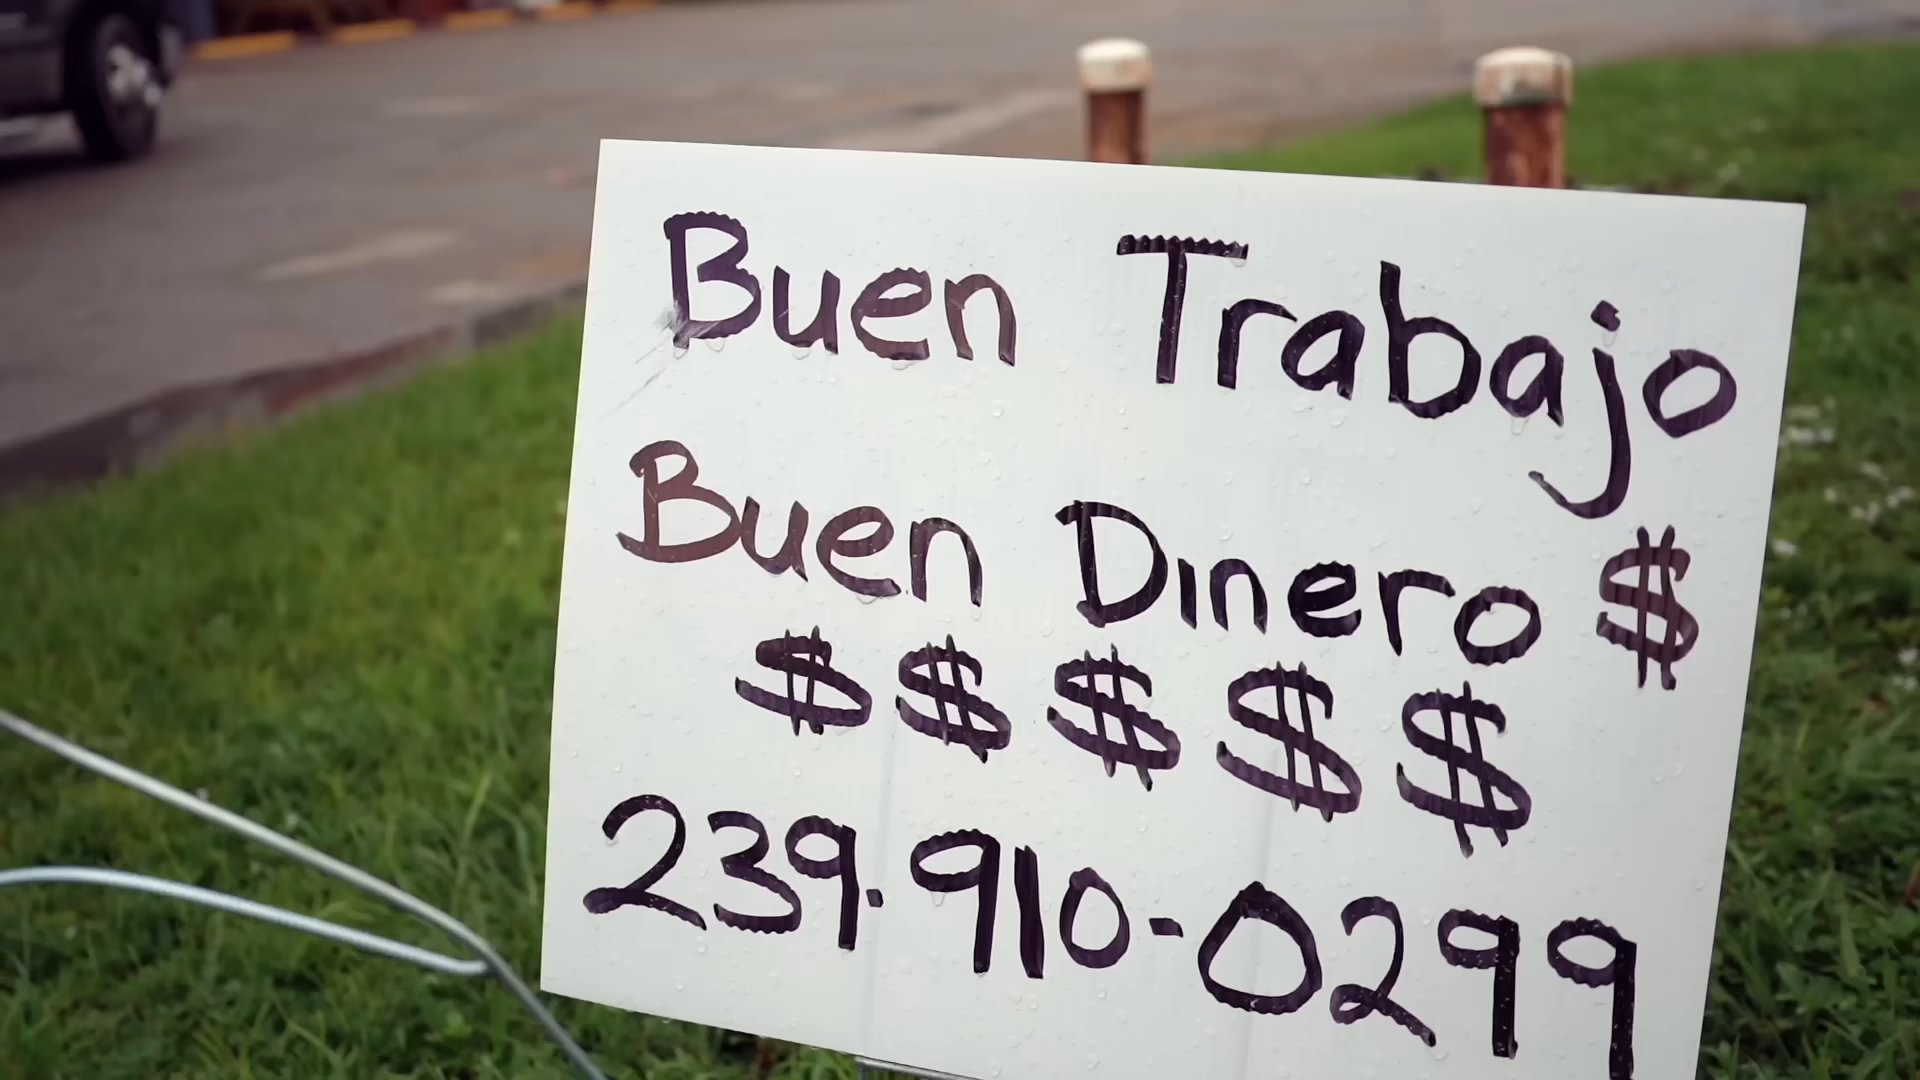 Buen Trabajo
Buen Dinero $
$ $ $ $ $
239.910-0299